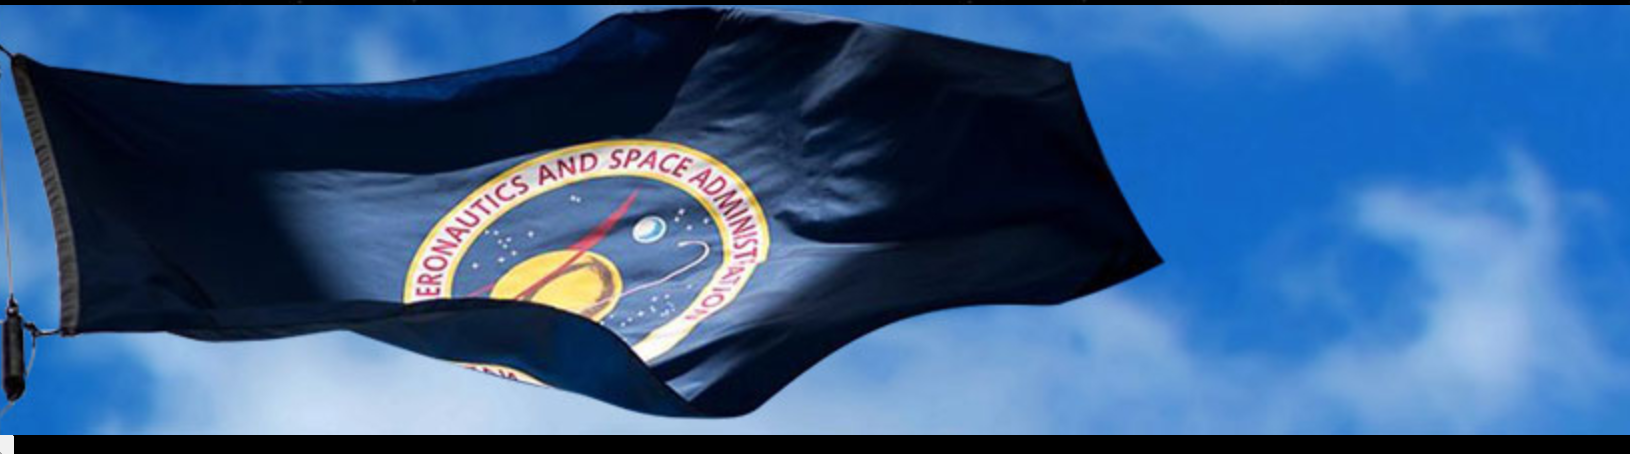 ERONAUTICS AND SPACE ADMINISTRATION